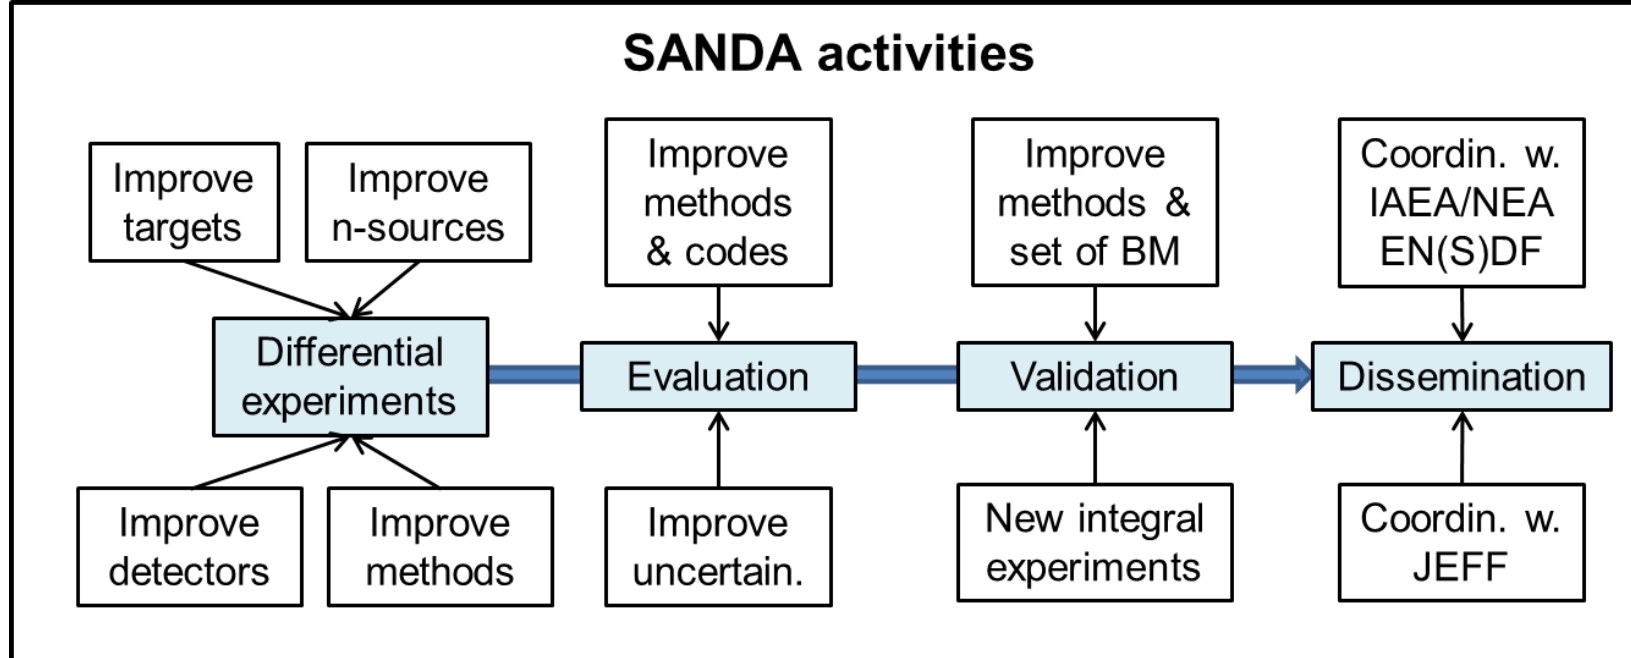 SANDA activities
Improve
targets
Improve
n-sources
Improve
methods
& codes
Improve
methods &
set of BM
Coordin. w.
IAEA/NEA
EN(S)DF
Differential
experiments
Evaluation
Validation
Dissemination
Improve
detectors
Improve
methods
Improve
uncertain.
New integral
experiments
Coordin. w.
JEFF